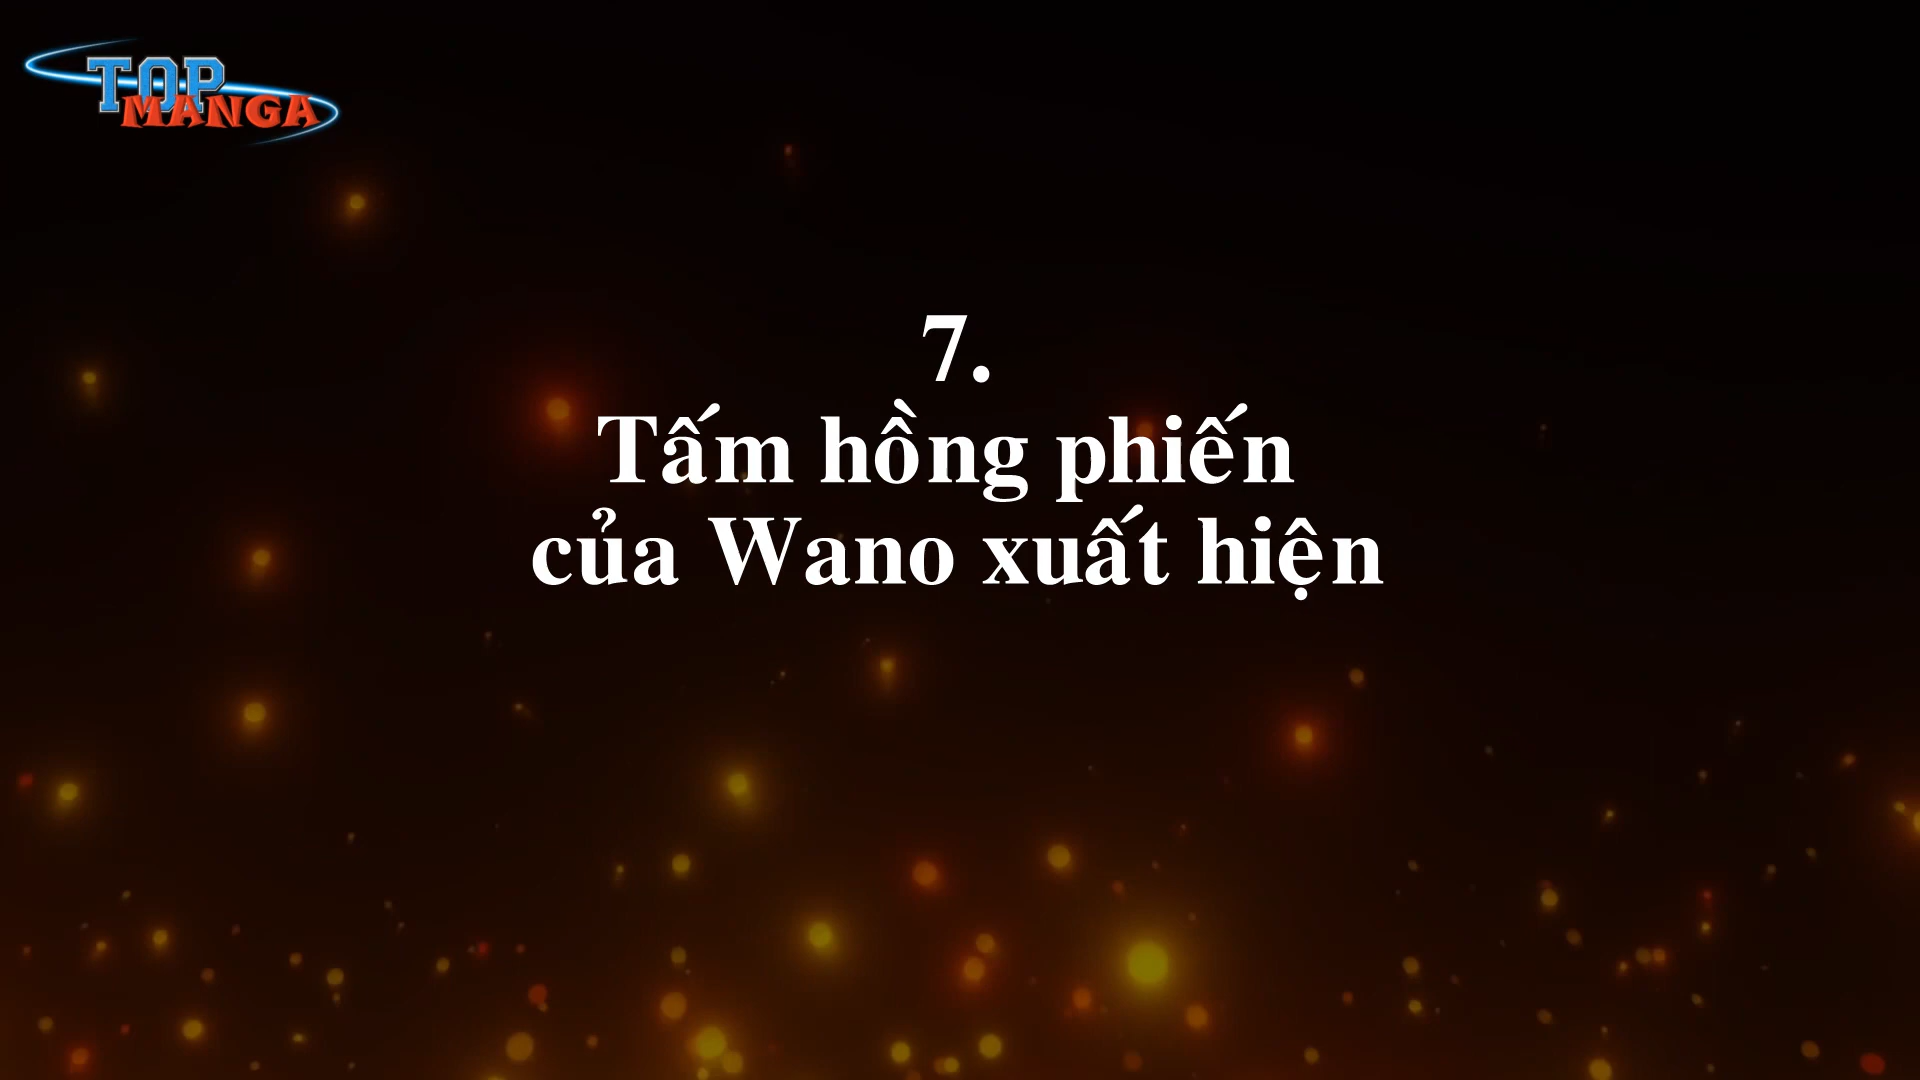 TOP
MANGA
7.
Tấm hồng phiến
của Wano xuất hiện